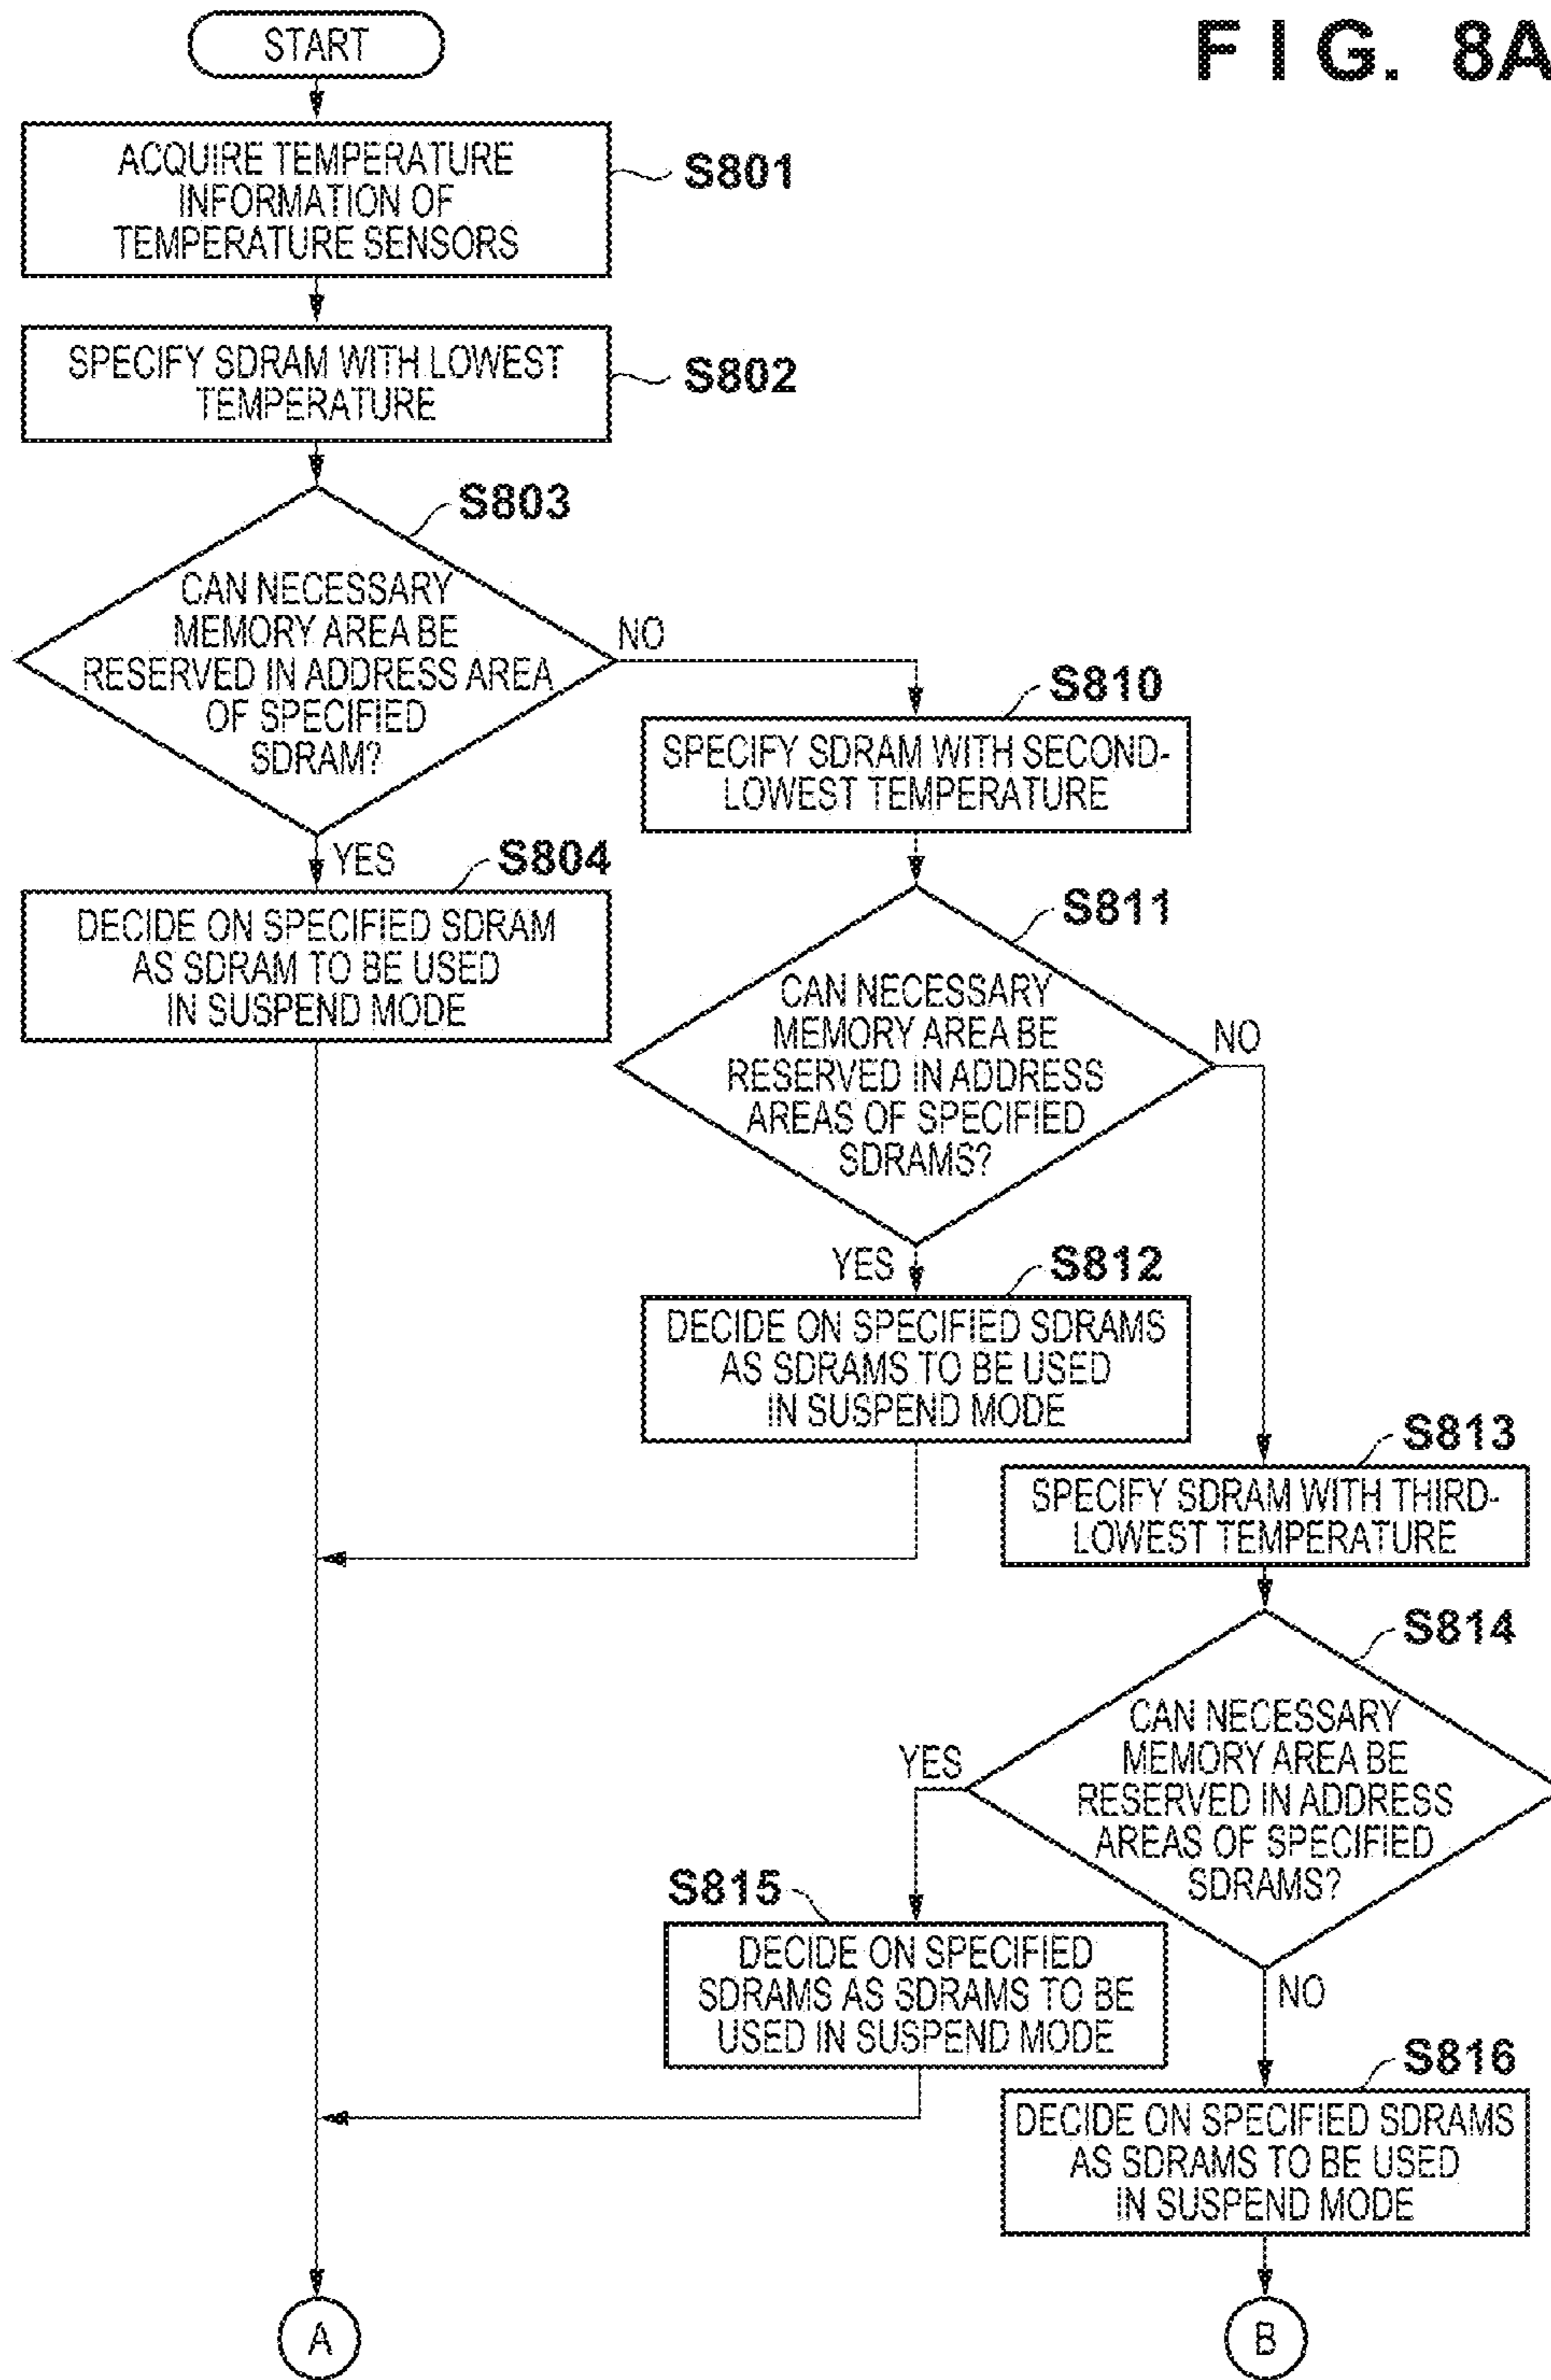 FIG. 8A
START
ACQUIRE TEMPERATURE
INFORMATION OF
TEMPERATURE SENSORS
S801
SPECIFY SDRAM WITH LOWEST
TEMPERATURE
S802
S803
CAN NECESSARY
MEMORY AREA BE
RESERVED IN ADDRESS AREA
OF SPECIFIED
SDRAM?
NO
YES
S804
DECIDE ON SPECIFIED SDRAM
AS SDRAM TO BE USED
IN SUSPEND MODE
S810
SPECIFY SDRAM WITH SECOND-
LOWEST TEMPERATURE
S811
CAN NECESSARY
MEMORY AREA BE
RESERVED IN ADDRESS
AREAS OF SPECIFIED
SDRAMS?
NO
YES
S812
DECIDE ON SPECIFIED SDRAMS
AS SDRAMS TO BE USED
IN SUSPEND MODE
S813
SPECIFY SDRAM WITH THIRD-
LOWEST TEMPERATURE
S814
CAN NECESSARY
MEMORY AREA BE
RESERVED IN ADDRESS
AREAS OF SPECIFIED
SDRAMS?
YES
S815
DECIDE ON SPECIFIED
SDRAMS AS SDRAMS TO BE
USED IN SUSPEND MODE
NO
S816
DECIDE ON SPECIFIED SDRAMS
AS SDRAMS TO BE USED
IN SUSPEND MODE
A
B